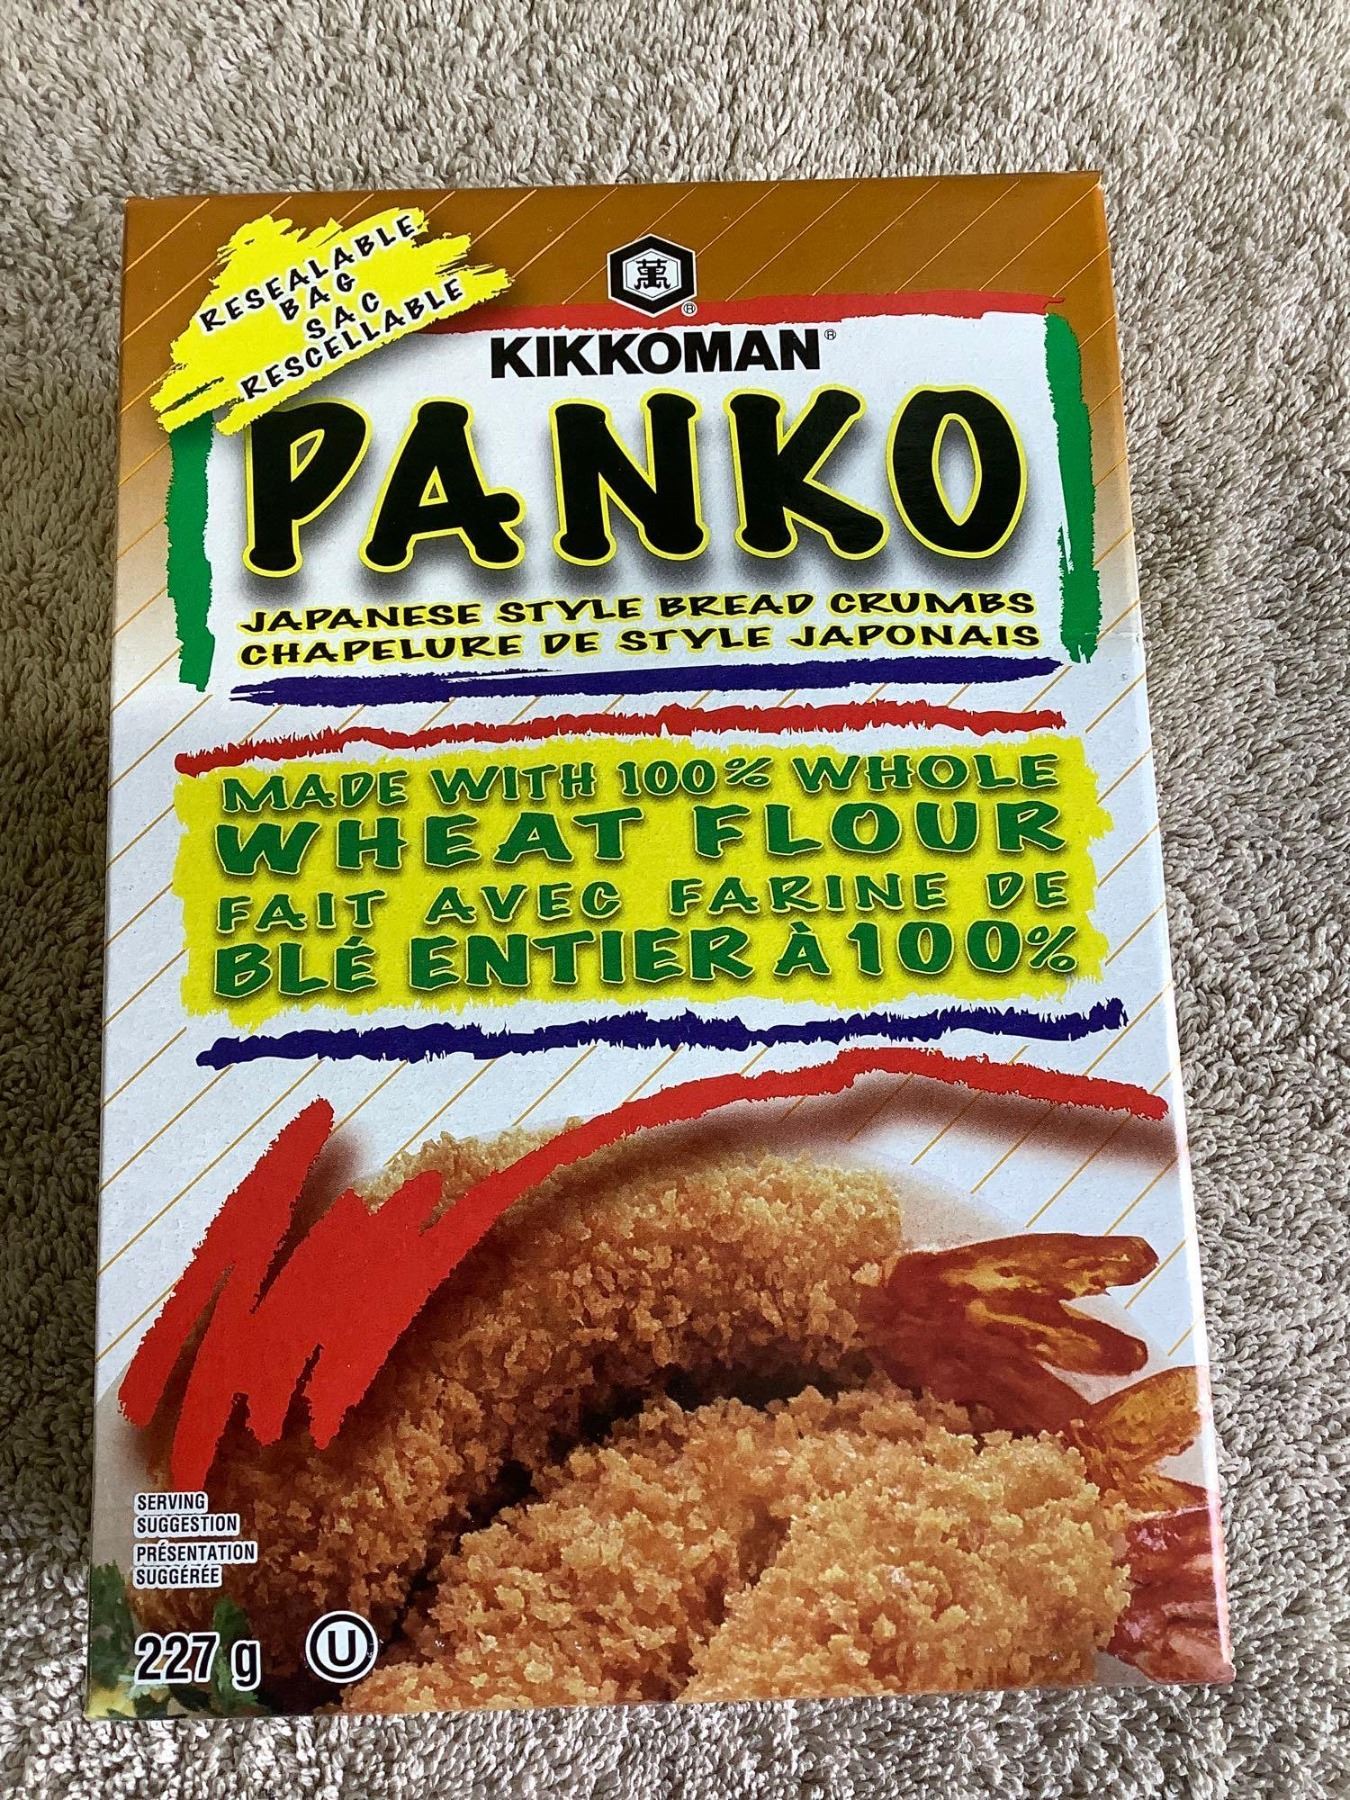 RESEALABLE
BAG
SAC
RESCELLABLE
萬
®
KIKKOMAN®
PANKO
JAPANESE STYLE BREAD CRUMBS
CHAPELURE DE STYLE JAPONAIS
MADE WITH 100% WHOLE
WHEAT FLOUR
FAIT AVEC FARINE DE
BLÉ ENTIER À 100%
SERVING
SUGGESTION
PRÉSENTATION
SUGGÉRÉE
227 g
U